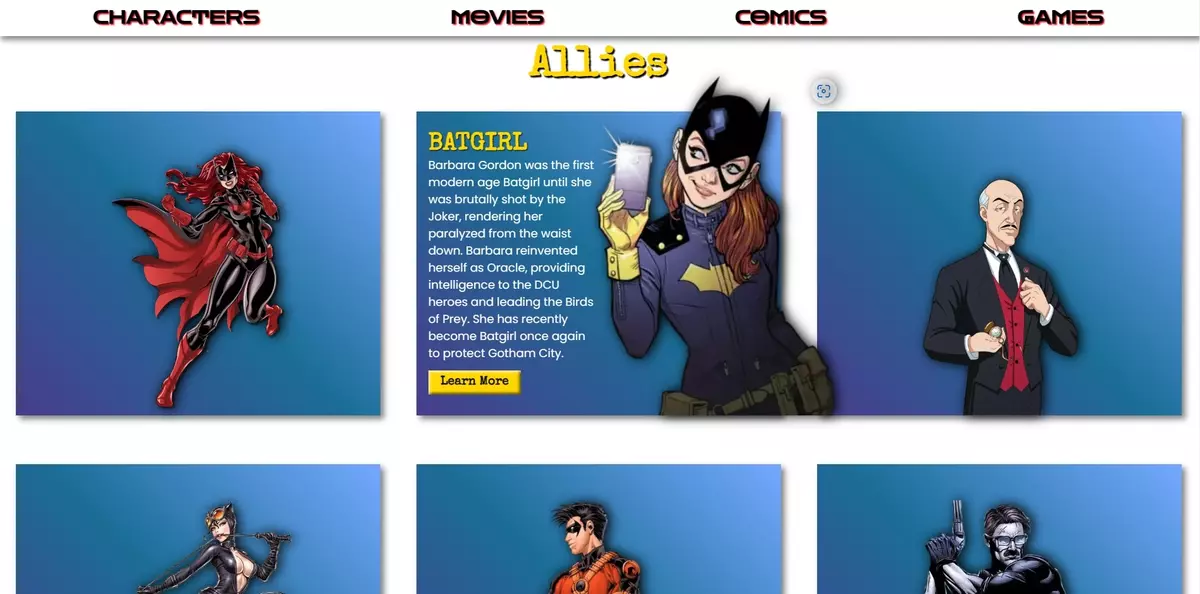 CHARACTERS MOVIES COMICS GAMES
Allies
BATGIRL
Barbara Gordon was the first
modern age Batgirl until she
was brutally shot by the
Joker, rendering her
paralyzed from the waist
down. Barbara reinvented
herself as Oracle, providing
intelligence to the DCU
heroes and leading the Birds
of Prey. She has recently
become Batgirl once again
to protect Gotham City.
Learn More